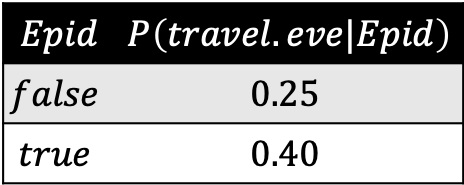 Epid P(travel.eve|Epid)
false 0.25
true 0.40